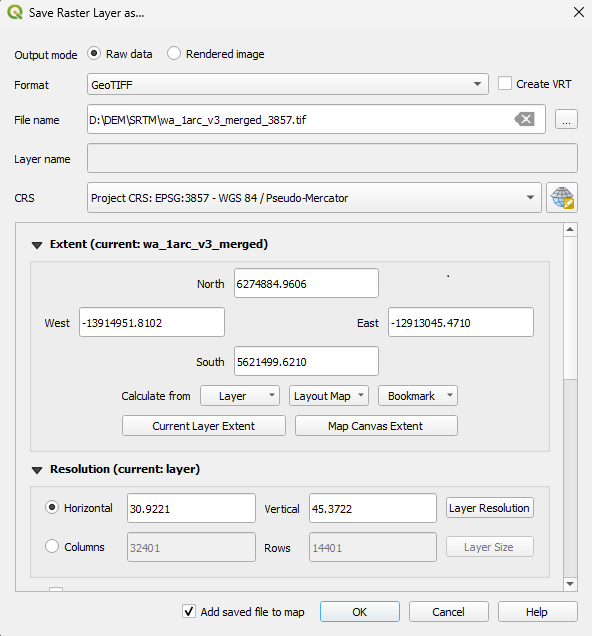 Save Raster Layer as...
Output mode Raw data Rendered image
Format GeoTIFF Create VRT
File name D:\DEM\SRTM\wa_1arc_v3_merged_3857.tif ...
Layer name
CRS Project CRS: EPSG:3857 - WGS 84 / Pseudo-Mercator
Extent (current: wa_1arc_v3_merged)
North 6274884.9606
West -13914951.8102 East -12913045.4710
South 5621499.6210
Calculate from Layer Layout Map Bookmark
Current Layer Extent Map Canvas Extent
Resolution (current: layer)
Horizontal 30.9221 Vertical 45.3722 Layer Resolution
Columns 32401 Rows 14401 Layer Size
Add saved file to map OK Cancel Help